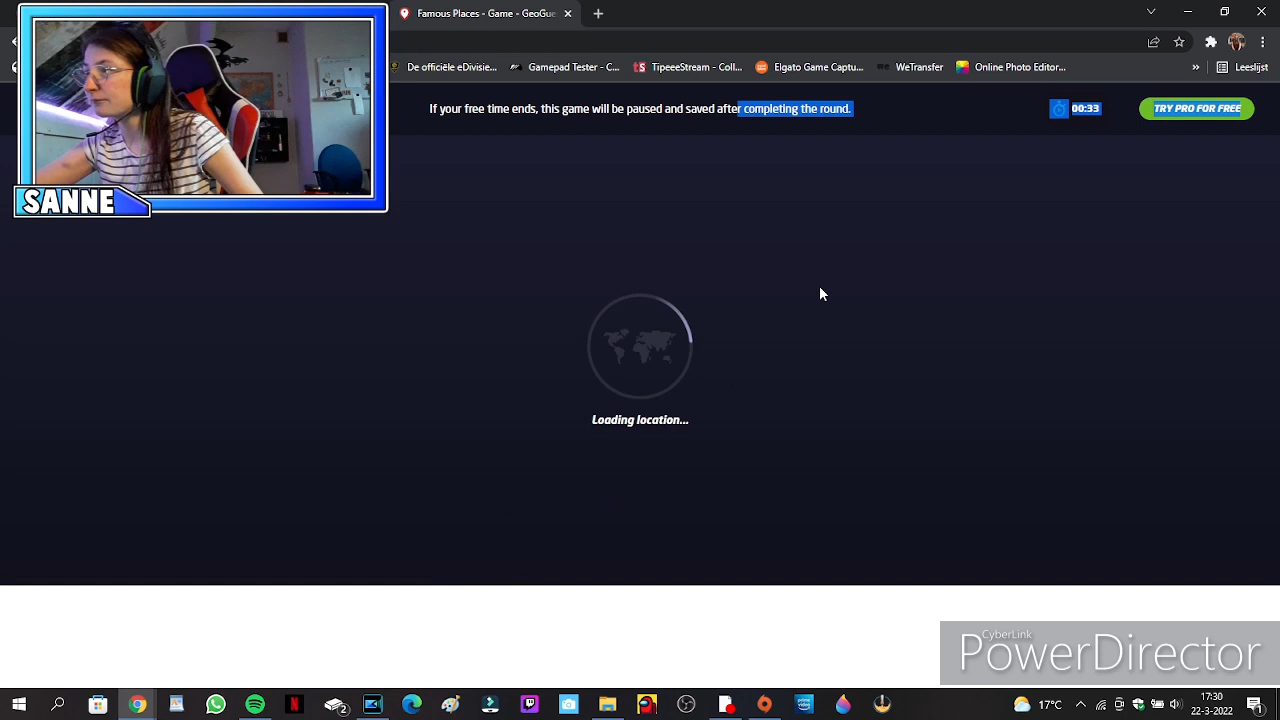 Famous Places - Game - GeoGu
De officiële eDivisie...
Gamepad Tester - C...
TipeeeStream - Coll...
Elgato Game Captu...
WeTransfer
Online Photo Editor...
»
Leeslijst
If your free time ends, this game will be paused and saved after completing the round.
00:33
TRY PRO FOR FREE
SANNE
Loading location...
CyberLink
PowerDirector
17°C
17:30
22-3-2022